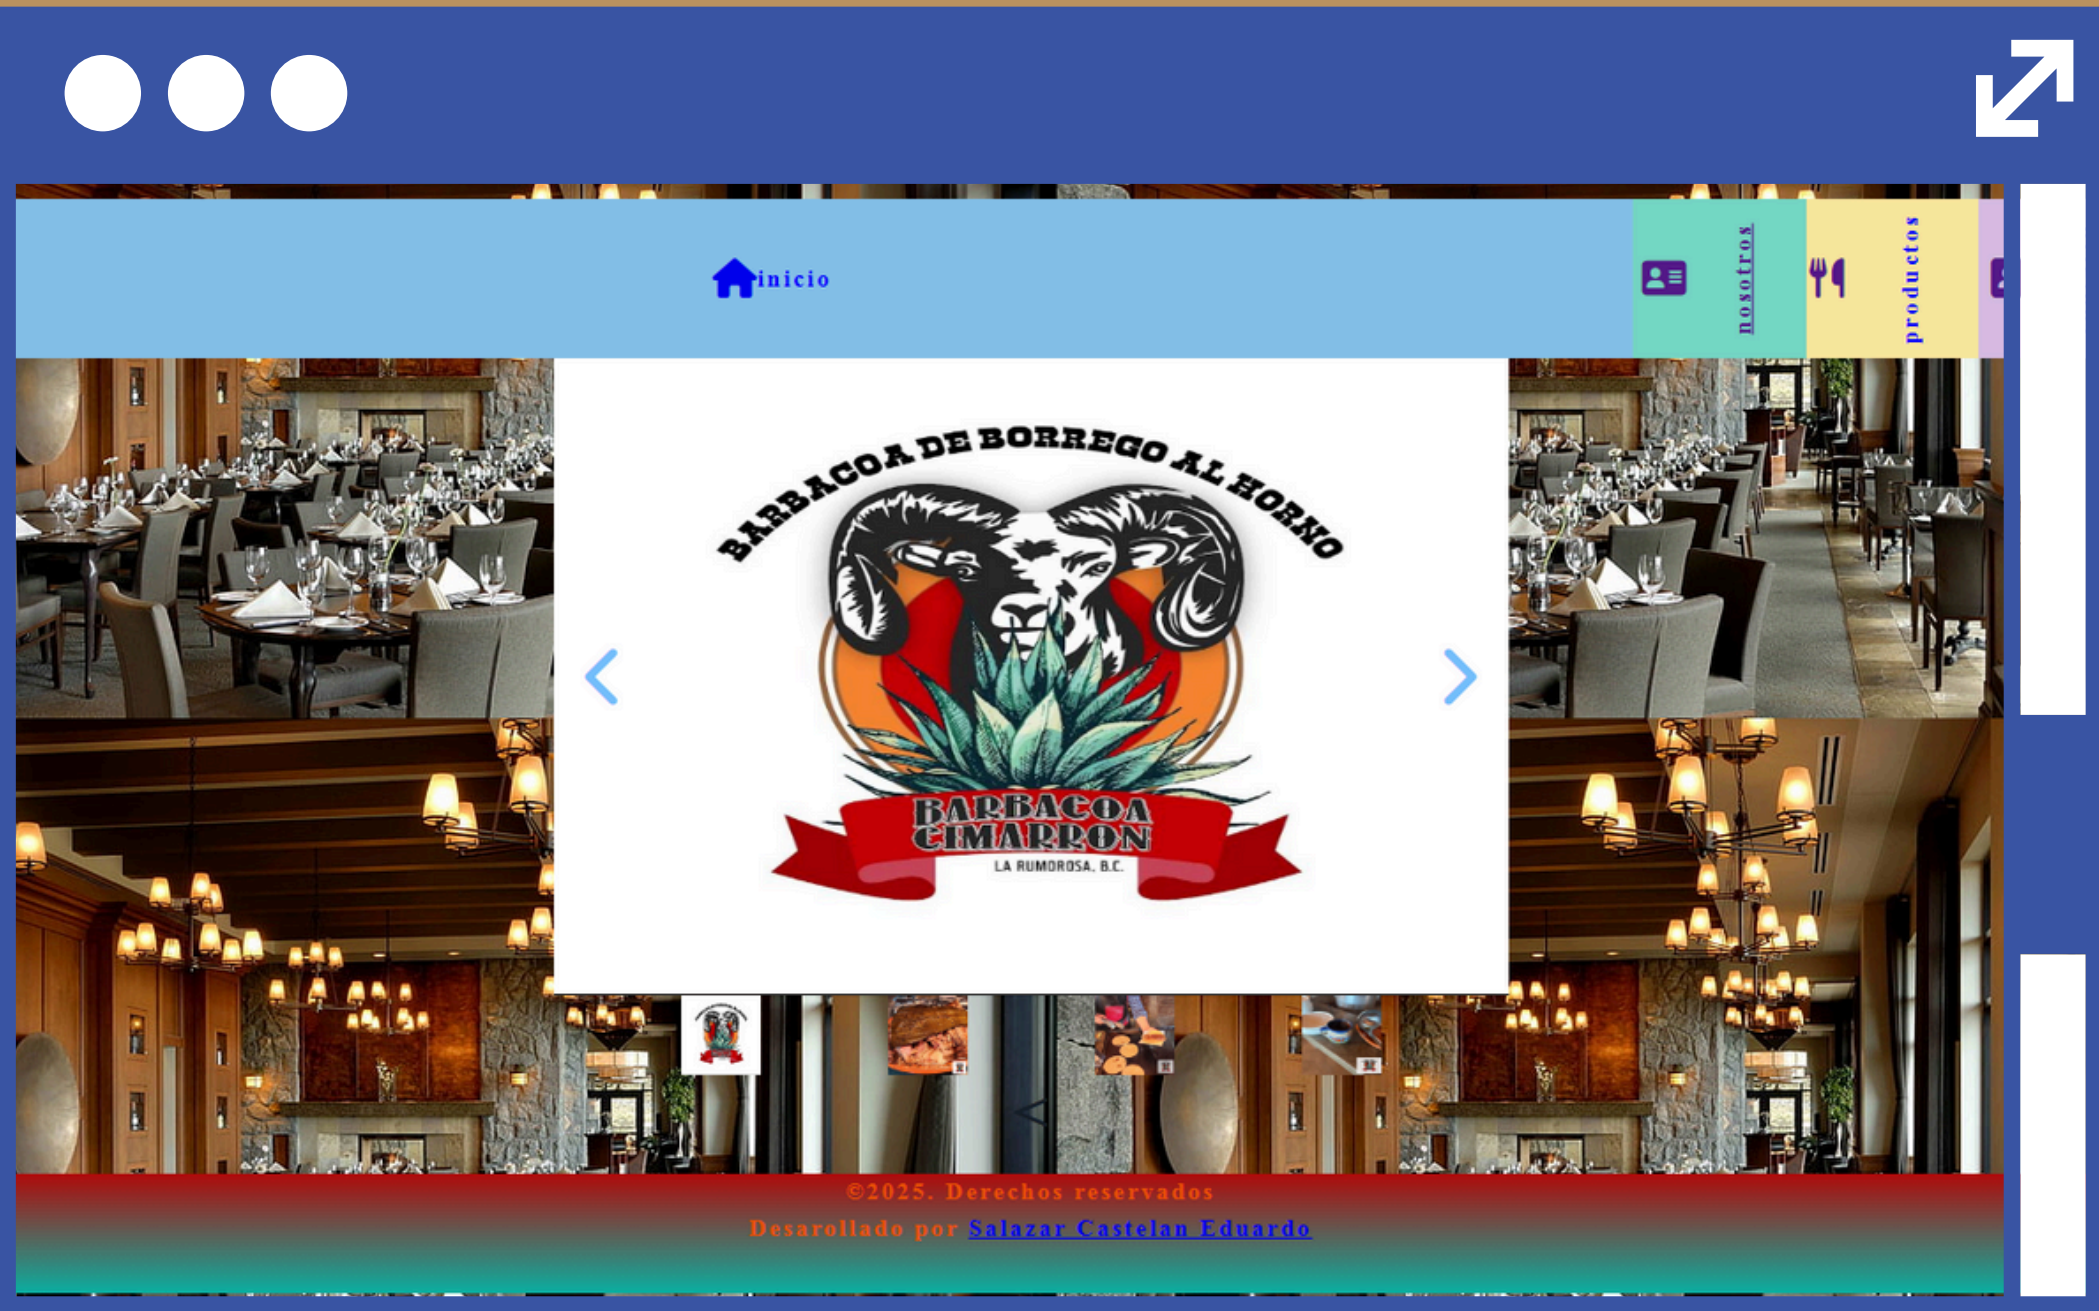 inicio
nosotros
productos
BARBACOA DE BORREGO AL HORNO
BARBACOA
CIMARRON
LA RUMOROSA, B.C.
©2025. Derechos reservados
Desarollado por Salazar Castelan Eduardo